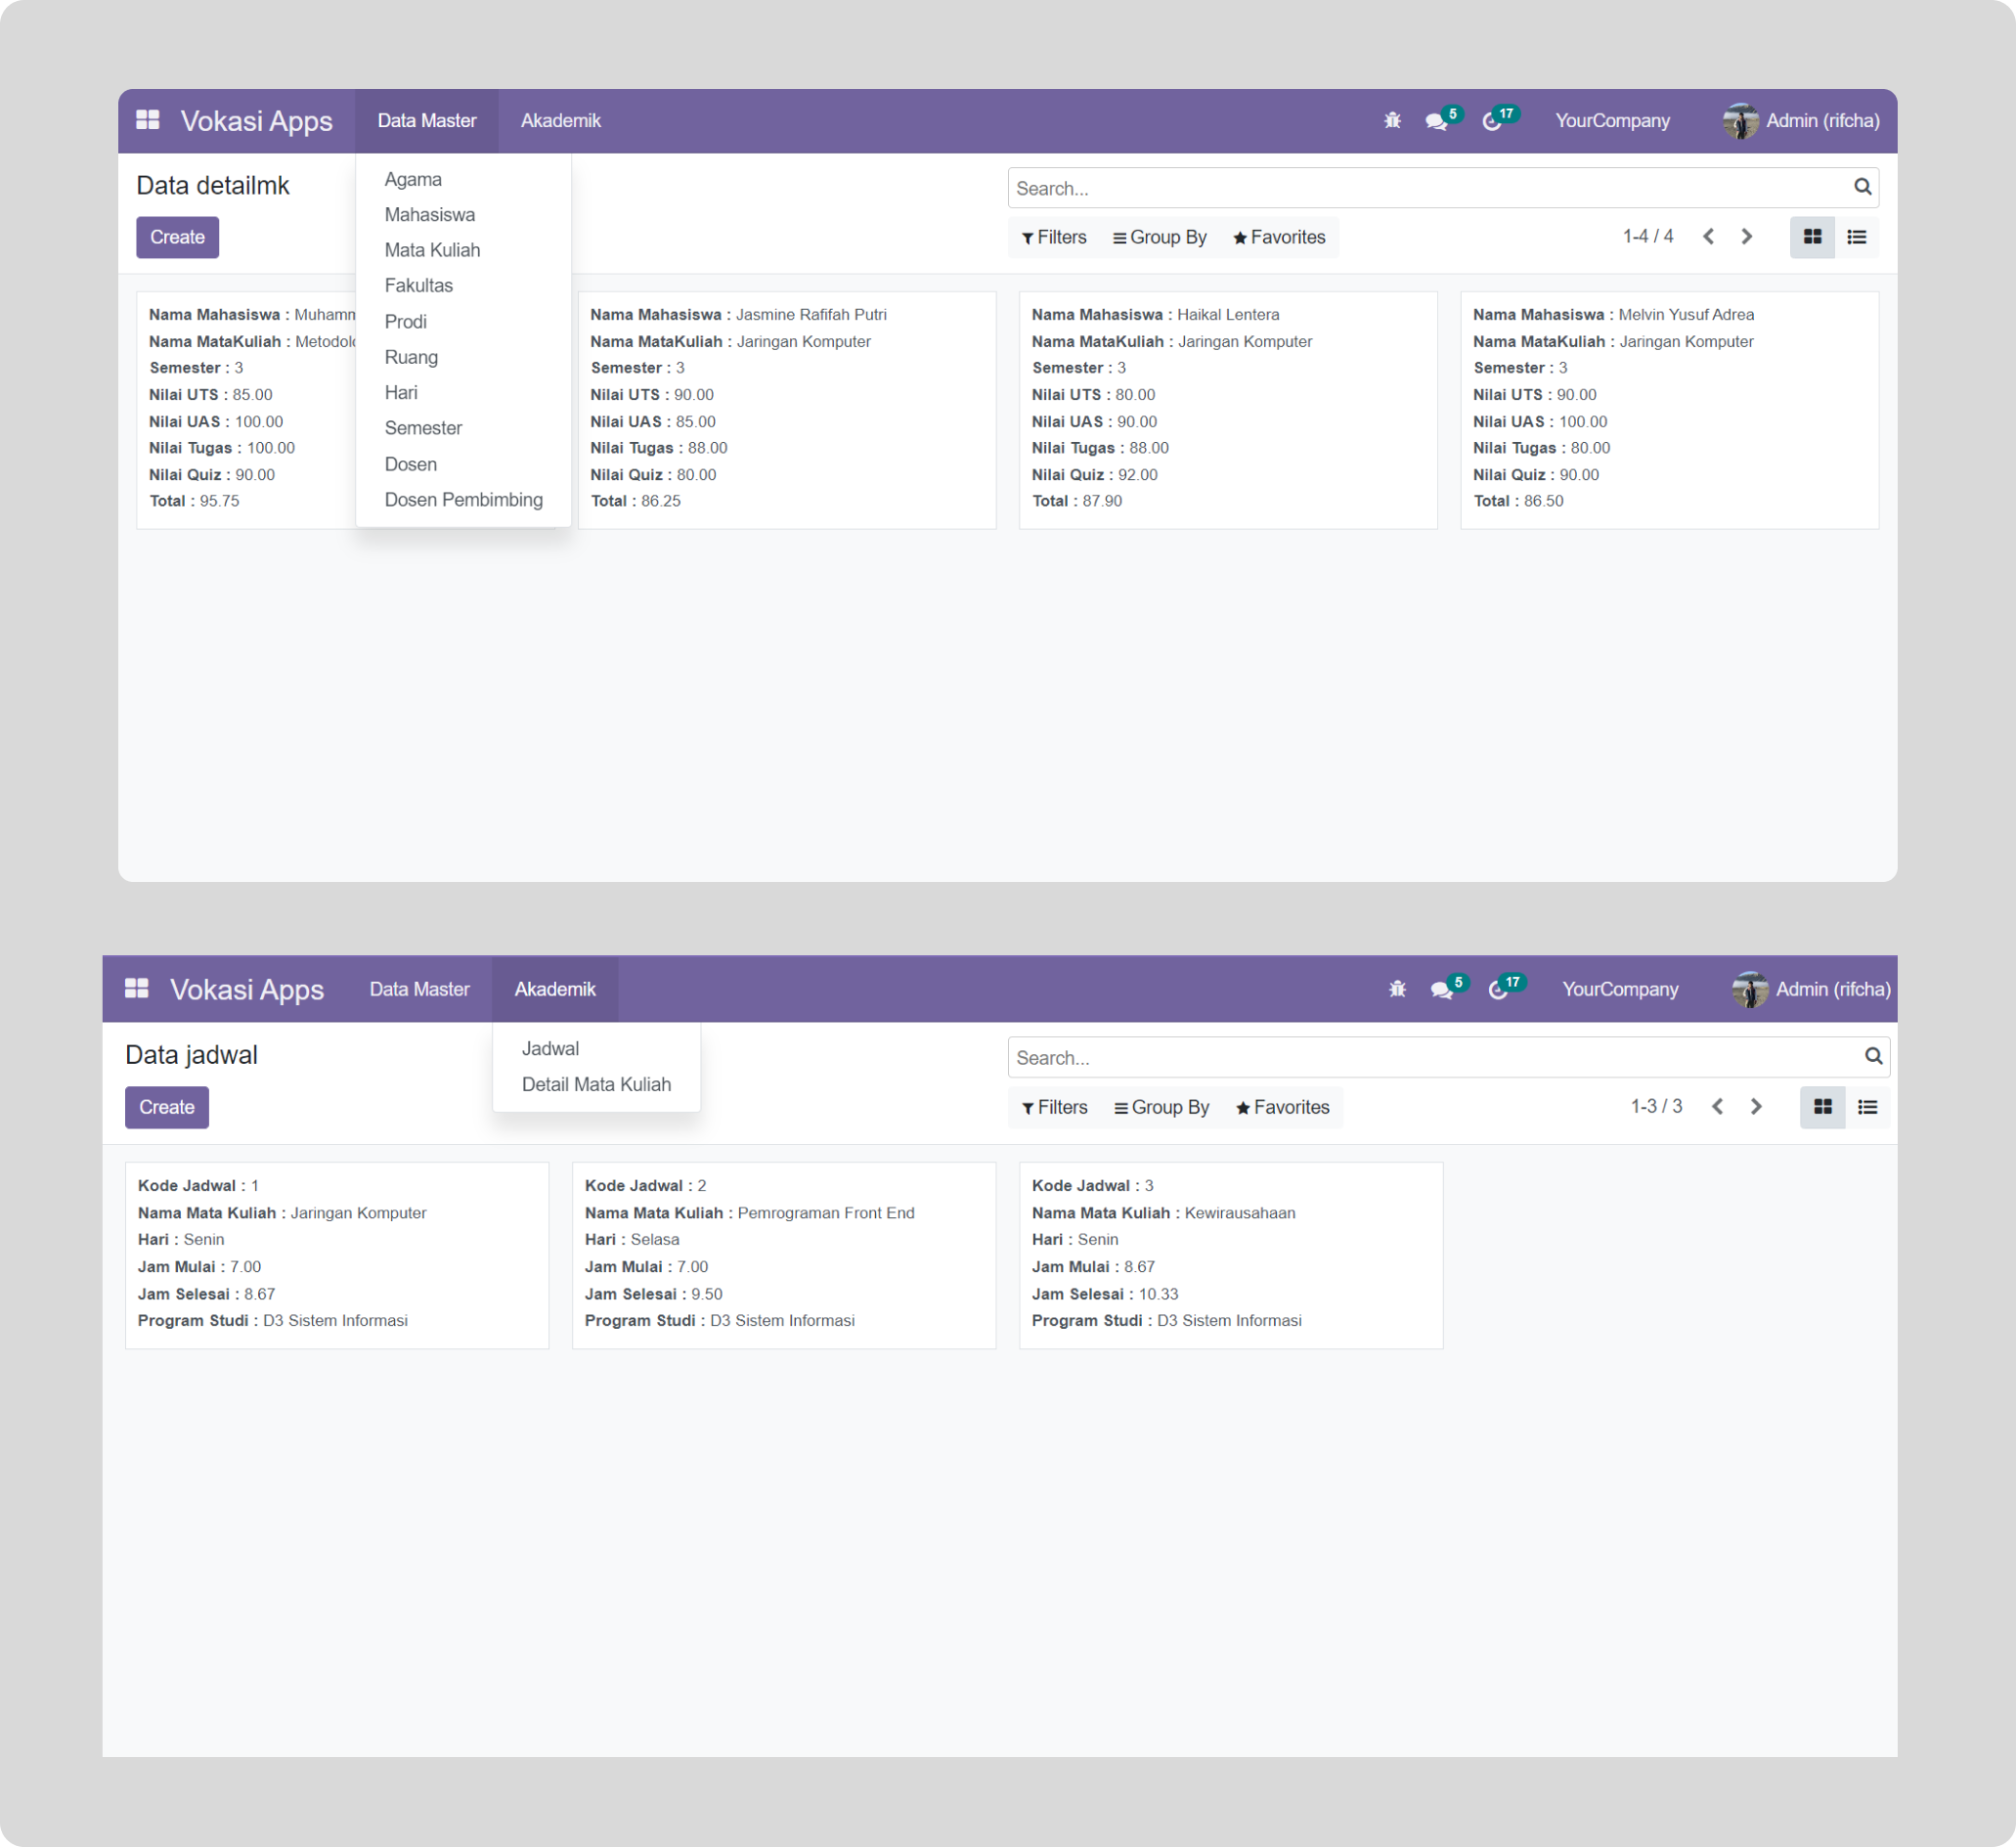 Vokasi Apps Data Master Akademik 5 17 YourCompany Admin (rifcha)
Data detailmk
Search...
Create
Filters Group By Favorites 1-4 / 4
Agama
Mahasiswa
Mata Kuliah
Fakultas
Prodi
Ruang
Hari
Semester
Dosen
Dosen Pembimbing
Nama Mahasiswa :
Nama MataKuliah :
Semester : 3
Nilai UTS : 85.00
Nilai UAS : 100.00
Nilai Tugas : 100.00
Nilai Quiz : 90.00
Total : 95.75
Nama Mahasiswa : Jasmine Rafifah Putri
Nama MataKuliah : Jaringan Komputer
Semester : 3
Nilai UTS : 90.00
Nilai UAS : 85.00
Nilai Tugas : 88.00
Nilai Quiz : 80.00
Total : 86.25
Nama Mahasiswa : Haikal Lentera
Nama MataKuliah : Jaringan Komputer
Semester : 3
Nilai UTS : 80.00
Nilai UAS : 90.00
Nilai Tugas : 88.00
Nilai Quiz : 92.00
Total : 87.90
Nama Mahasiswa : Melvin Yusuf Adrea
Nama MataKuliah : Jaringan Komputer
Semester : 3
Nilai UTS : 90.00
Nilai UAS : 100.00
Nilai Tugas : 80.00
Nilai Quiz : 90.00
Total : 86.50
Vokasi Apps Data Master Akademik 5 17 YourCompany Admin (rifcha)
Data jadwal
Search...
Create
Filters Group By Favorites 1-3 / 3
Jadwal
Detail Mata Kuliah
Kode Jadwal : 1
Nama Mata Kuliah : Jaringan Komputer
Hari : Senin
Jam Mulai : 7.00
Jam Selesai : 8.67
Program Studi : D3 Sistem Informasi
Kode Jadwal : 2
Nama Mata Kuliah : Pemrograman Front End
Hari : Selasa
Jam Mulai : 7.00
Jam Selesai : 9.50
Program Studi : D3 Sistem Informasi
Kode Jadwal : 3
Nama Mata Kuliah : Kewirausahaan
Hari : Senin
Jam Mulai : 8.67
Jam Selesai : 10.33
Program Studi : D3 Sistem Informasi